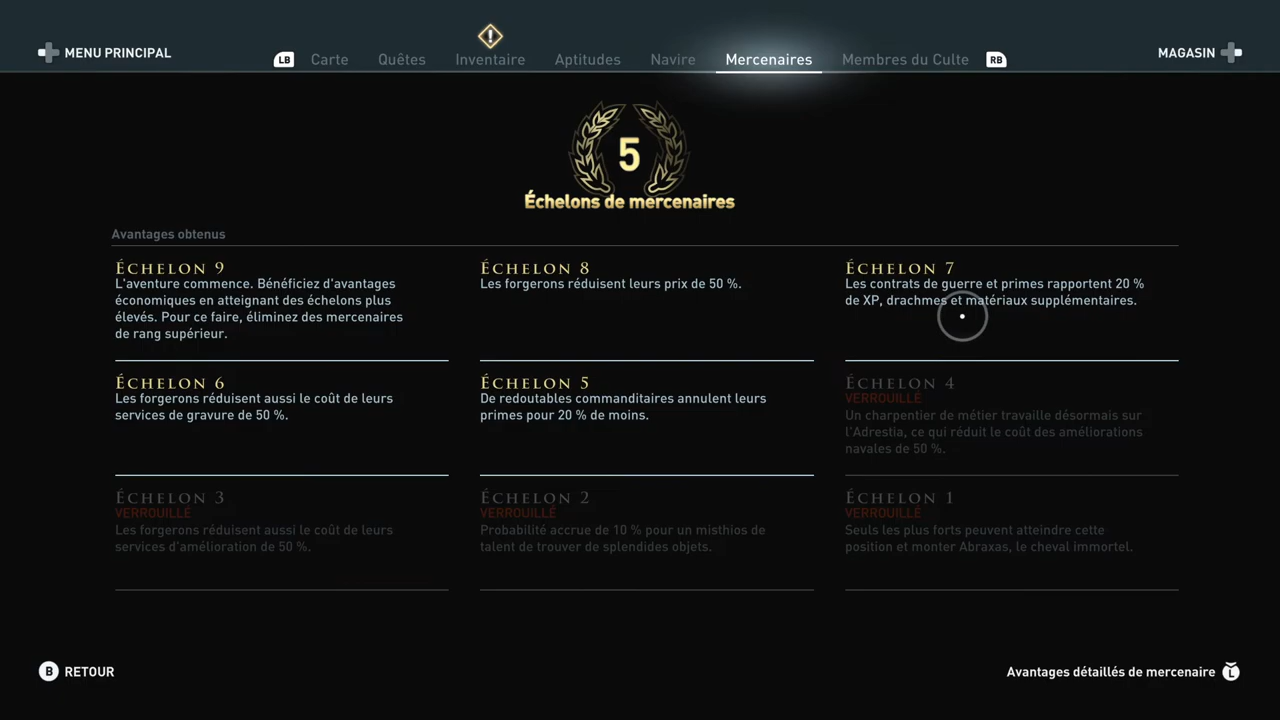 MENU PRINCIPAL
LB Carte Quêtes Inventaire Aptitudes Navire Mercenaires Membres du Culte RB
MAGASIN
5
Échelons de mercenaires
Avantages obtenus
ÉCHELON 9
L'aventure commence. Bénéficiez d'avantages
économiques en atteignant des échelons plus
élevés. Pour ce faire, éliminez des mercenaires
de rang supérieur.
ÉCHELON 8
Les forgerons réduisent leurs prix de 50 %.
ÉCHELON 7
Les contrats de guerre et primes rapportent 20 %
de XP, drachmes et matériaux supplémentaires.
ÉCHELON 6
Les forgerons réduisent aussi le coût de leurs
services de gravure de 50 %.
ÉCHELON 5
De redoutables commanditaires annulent leurs
primes pour 20 % de moins.
ÉCHELON 4
VERROUILLÉ
Un charpentier de métier travaille désormais sur
l'Adrestia, ce qui réduit le coût des améliorations
navales de 50 %.
ÉCHELON 3
VERROUILLÉ
Les forgerons réduisent aussi le coût de leurs
services d'amélioration de 50 %.
ÉCHELON 2
VERROUILLÉ
Probabilité accrue de 10 % pour un misthios de
talent de trouver de splendides objets.
ÉCHELON 1
VERROUILLÉ
Seuls les plus forts peuvent atteindre cette
position et monter Abraxas, le cheval immortel.
B RETOUR
Avantages détaillés de mercenaire L